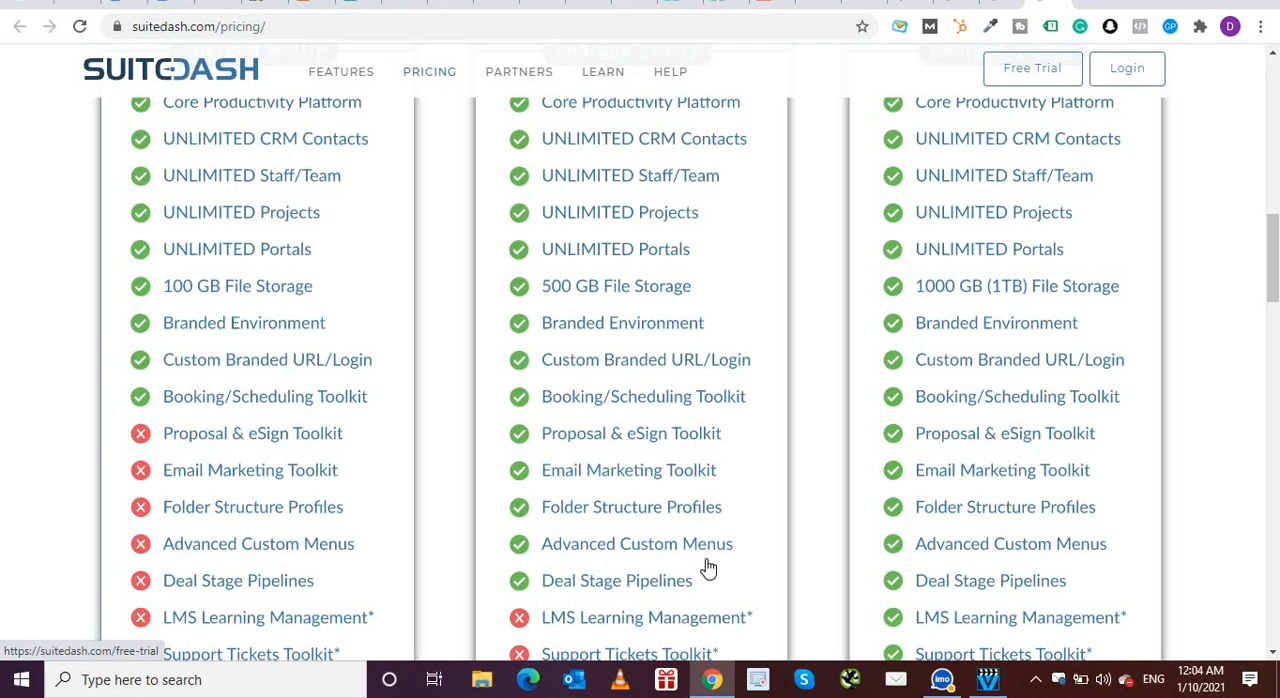 suitedash.com/pricing/
SUITEDASH
FEATURES
PRICING
PARTNERS
LEARN
HELP
Free Trial
Login
Core Productivity Platform
UNLIMITED CRM Contacts
UNLIMITED Staff/Team
UNLIMITED Projects
UNLIMITED Portals
100 GB File Storage
Branded Environment
Custom Branded URL/Login
Booking/Scheduling Toolkit
Proposal & eSign Toolkit
Email Marketing Toolkit
Folder Structure Profiles
Advanced Custom Menus
Deal Stage Pipelines
LMS Learning Management*
Support Tickets Toolkit*
Core Productivity Platform
UNLIMITED CRM Contacts
UNLIMITED Staff/Team
UNLIMITED Projects
UNLIMITED Portals
500 GB File Storage
Branded Environment
Custom Branded URL/Login
Booking/Scheduling Toolkit
Proposal & eSign Toolkit
Email Marketing Toolkit
Folder Structure Profiles
Advanced Custom Menus
Deal Stage Pipelines
LMS Learning Management*
Support Tickets Toolkit*
Core Productivity Platform
UNLIMITED CRM Contacts
UNLIMITED Staff/Team
UNLIMITED Projects
UNLIMITED Portals
1000 GB (1TB) File Storage
Branded Environment
Custom Branded URL/Login
Booking/Scheduling Toolkit
Proposal & eSign Toolkit
Email Marketing Toolkit
Folder Structure Profiles
Advanced Custom Menus
Deal Stage Pipelines
LMS Learning Management*
Support Tickets Toolkit*
https://suitedash.com/free-trial
Type here to search
imo
ENG
12:04 AM
1/10/2021